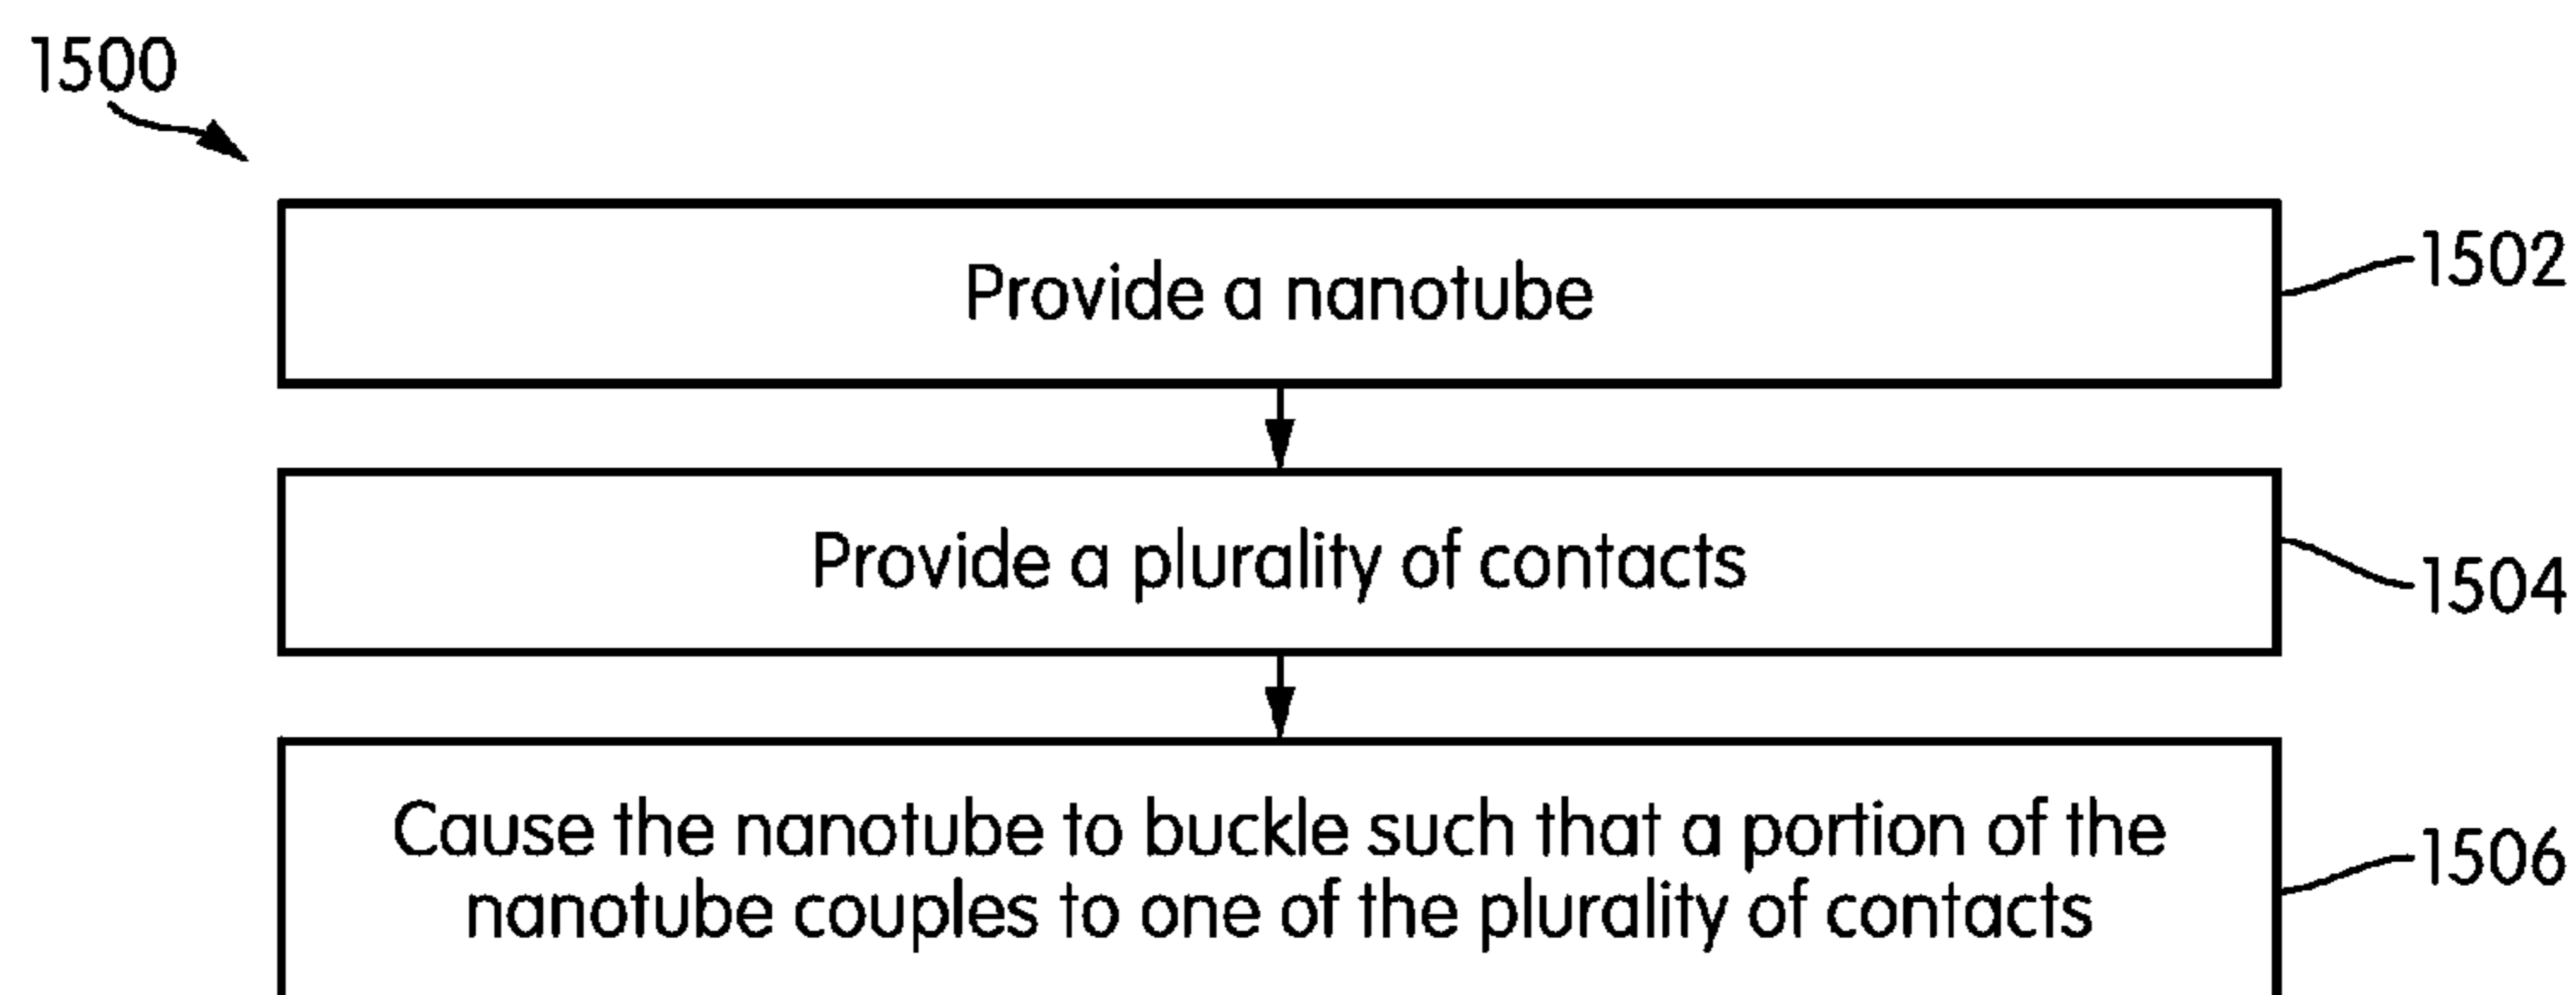 1500
Provide a nanotube
1502
Provide a plurality of contacts
1504
Cause the nanotube to buckle such that a portion of the
nanotube couples to one of the plurality of contacts
1506